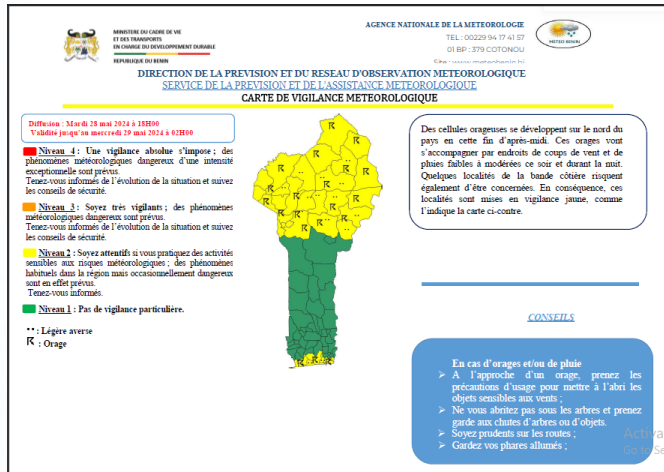 MINISTERE DU CADRE DE VIE
ET DES TRANSPORTS
EN CHARGE DU DEVELOPPEMENT DURABLE
REPUBLIQUE DU BENIN
AGENCE NATIONALE DE LA METEOROLOGIE
TEL : 00229 94 17 41 57
01 BP : 379 COTONOU
Site : www.meteobenin.bj
METEO BENIN
DIRECTION DE LA PREVISION ET DU RESEAU D'OBSERVATION METEOROLOGIQUE
SERVICE DE LA PREVISION ET DE L'ASSISTANCE METEOROLOGIQUE
CARTE DE VIGILANCE METEOROLOGIQUE
Diffusion : Mardi 28 mai 2024 à 18H00
Validité jusqu'au mercredi 29 mai 2024 à 02H00
Niveau 4 : Une vigilance absolue s'impose ; des
phénomènes météorologiques dangereux d'une intensité
exceptionnelle sont prévus.
Tenez-vous informés de l'évolution de la situation et suivez
les conseils de sécurité.
Niveau 3 : Soyez très vigilants ; des phénomènes
météorologiques dangereux sont prévus.
Tenez-vous informés de l'évolution de la situation et suivez
les conseils de sécurité.
Niveau 2 : Soyez attentifs si vous pratiquez des activités
sensibles aux risques météorologiques ; des phénomènes
habituels dans la région mais occasionnellement dangereux
sont en effet prévus.
Tenez-vous informés.
Niveau 1 : Pas de vigilance particulière.
: Légère averse
: Orage
Des cellules orageuses se développent sur le nord du
pays en cette fin d'après-midi. Ces orages vont
s'accompagner par endroits de coups de vent et de
pluies faibles à modérées ce soir et durant la nuit.
Quelques localités de la bande côtière risquent
également d'être concernées. En conséquence, ces
localités sont mises en vigilance jaune, comme
l'indique la carte ci-contre.
CONSEILS
En cas d'orages et/ou de pluie
A l'approche d'un orage, prenez les
précautions d'usage pour mettre à l'abri les
objets sensibles aux vents ;
Ne vous abritez pas sous les arbres et prenez
garde aux chutes d'arbres ou d'objets.
Soyez prudents sur les routes ;
Gardez vos phares allumés ;
Activa
Go to Se